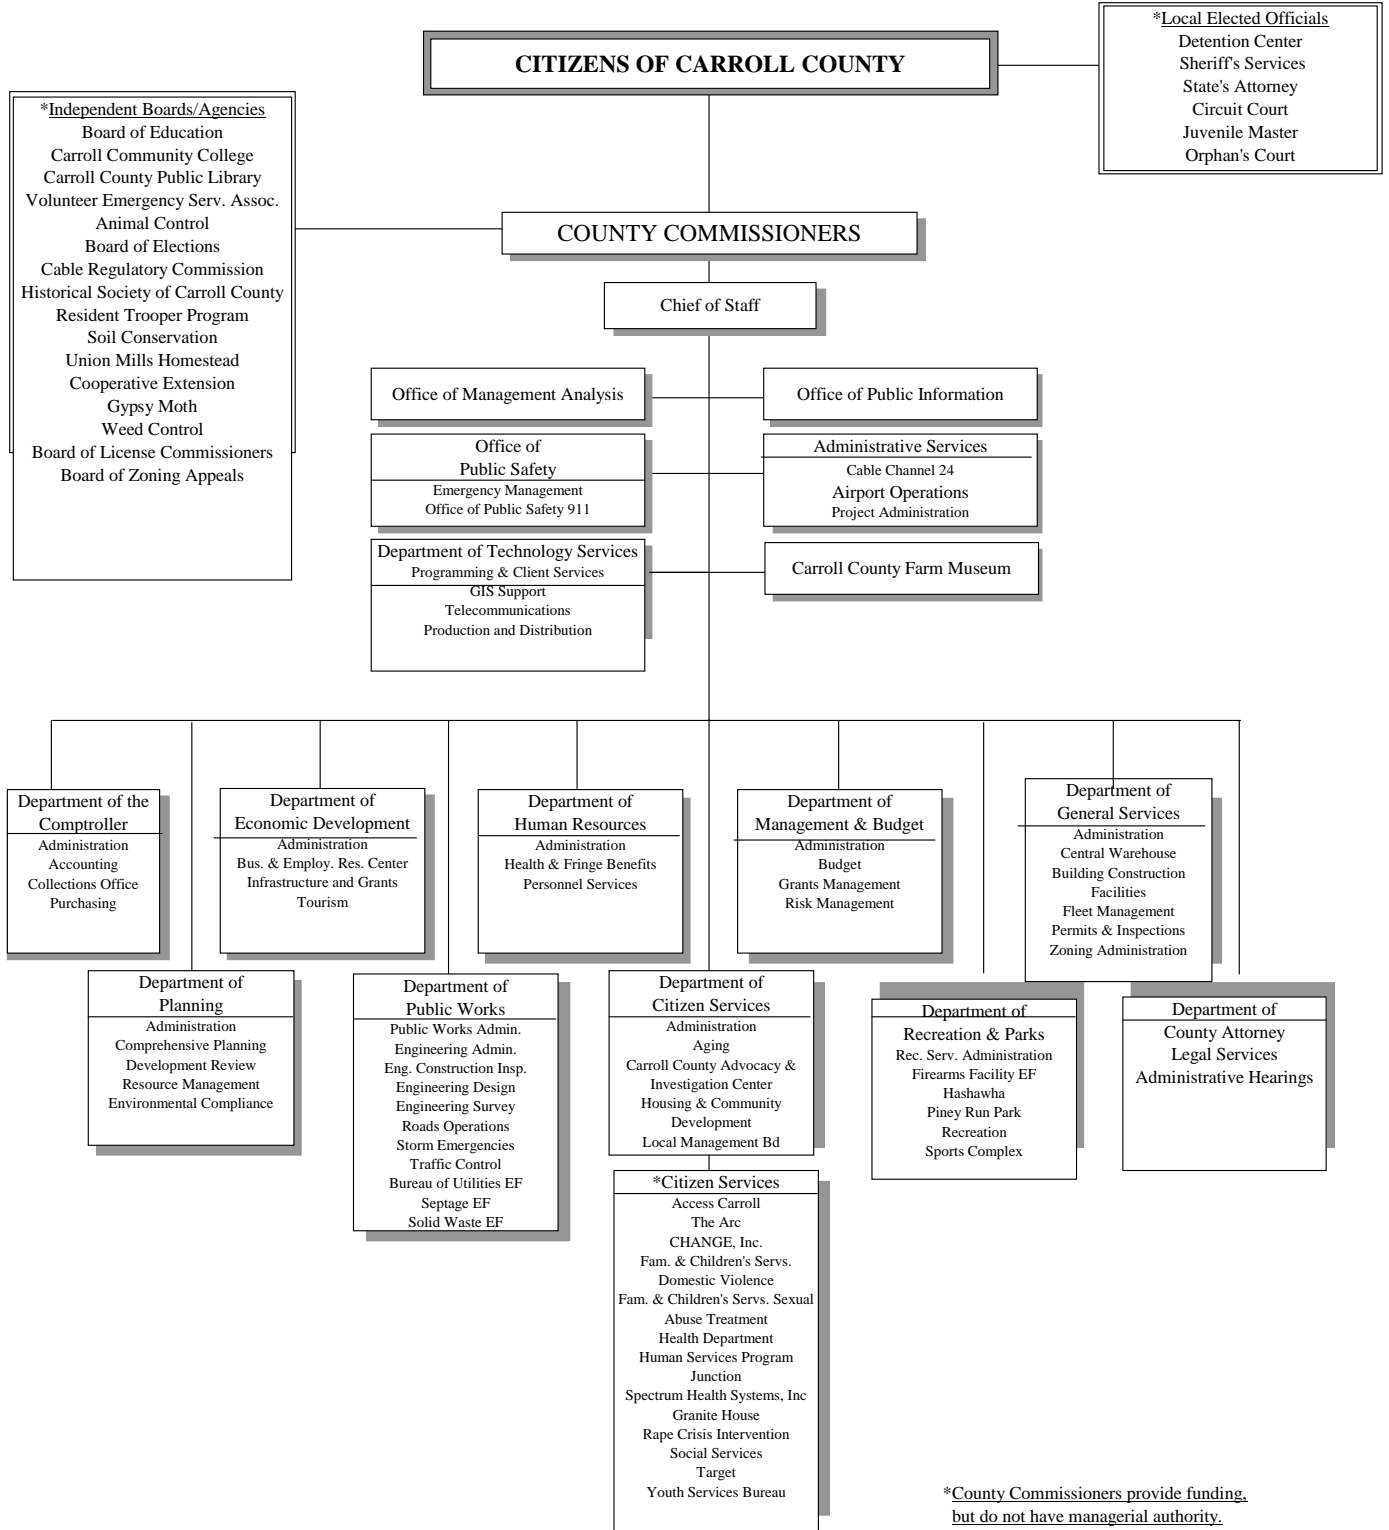 CITIZENS OF CARROLL COUNTY
*Local Elected Officials
Detention Center
Sheriff's Services
State's Attorney
Circuit Court
Juvenile Master
Orphan's Court
*Independent Boards/Agencies
Board of Education
Carroll Community College
Carroll County Public Library
Volunteer Emergency Serv. Assoc.
Animal Control
Board of Elections
Cable Regulatory Commission
Historical Society of Carroll County
Resident Trooper Program
Soil Conservation
Union Mills Homestead
Cooperative Extension
Gypsy Moth
Weed Control
Board of License Commissioners
Board of Zoning Appeals
COUNTY COMMISSIONERS
Chief of Staff
Office of Management Analysis
Office of Public Information
Office of
Public Safety
Emergency Management
Office of Public Safety 911
Administrative Services
Cable Channel 24
Airport Operations
Project Administration
Department of Technology Services
Programming & Client Services
GIS Support
Telecommunications
Production and Distribution
Carroll County Farm Museum
Department of the
Comptroller
Administration
Accounting
Collections Office
Purchasing
Department of
Economic Development
Administration
Bus. & Employ. Res. Center
Infrastructure and Grants
Tourism
Department of
Human Resources
Administration
Health & Fringe Benefits
Personnel Services
Department of
Management & Budget
Administration
Budget
Grants Management
Risk Management
Department of
General Services
Administration
Central Warehouse
Building Construction
Facilities
Fleet Management
Permits & Inspections
Zoning Administration
Department of
Planning
Administration
Comprehensive Planning
Development Review
Resource Management
Environmental Compliance
Department of
Public Works
Public Works Admin.
Engineering Admin.
Eng. Construction Insp.
Engineering Design
Engineering Survey
Roads Operations
Storm Emergencies
Traffic Control
Bureau of Utilities EF
Septage EF
Solid Waste EF
Department of
Citizen Services
Administration
Aging
Carroll County Advocacy &
Investigation Center
Housing & Community
Development
Local Management Bd
Department of
Recreation & Parks
Rec. Serv. Administration
Firearms Facility EF
Hashawha
Piney Run Park
Recreation
Sports Complex
Department of
County Attorney
Legal Services
Administrative Hearings
*Citizen Services
Access Carroll
The Arc
CHANGE, Inc.
Fam. & Children's Servs.
Domestic Violence
Fam. & Children's Servs. Sexual
Abuse Treatment
Health Department
Human Services Program
Junction
Spectrum Health Systems, Inc
Granite House
Rape Crisis Intervention
Social Services
Target
Youth Services Bureau
*County Commissioners provide funding,
but do not have managerial authority.